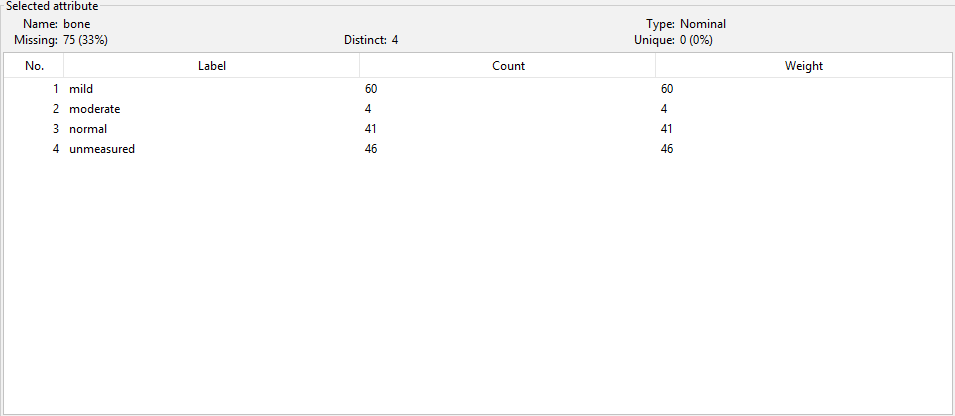 Selected attribute
Name: bone Type: Nominal
Missing: 75 (33%) Distinct: 4 Unique: 0 (0%)
No. Label Count Weight
1 mild 60 60
2 moderate 4 4
3 normal 41 41
4 unmeasured 46 46